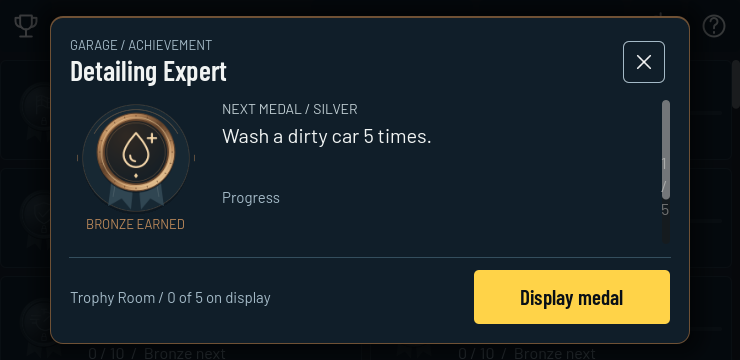 GARAGE / ACHIEVEMENT
Detailing Expert
NEXT MEDAL / SILVER
Wash a dirty car 5 times.
Progress
1
/
5
BRONZE EARNED
Trophy Room / 0 of 5 on display
Display medal
0 / 10 / Bronze next
0 / 10 / Bronze next